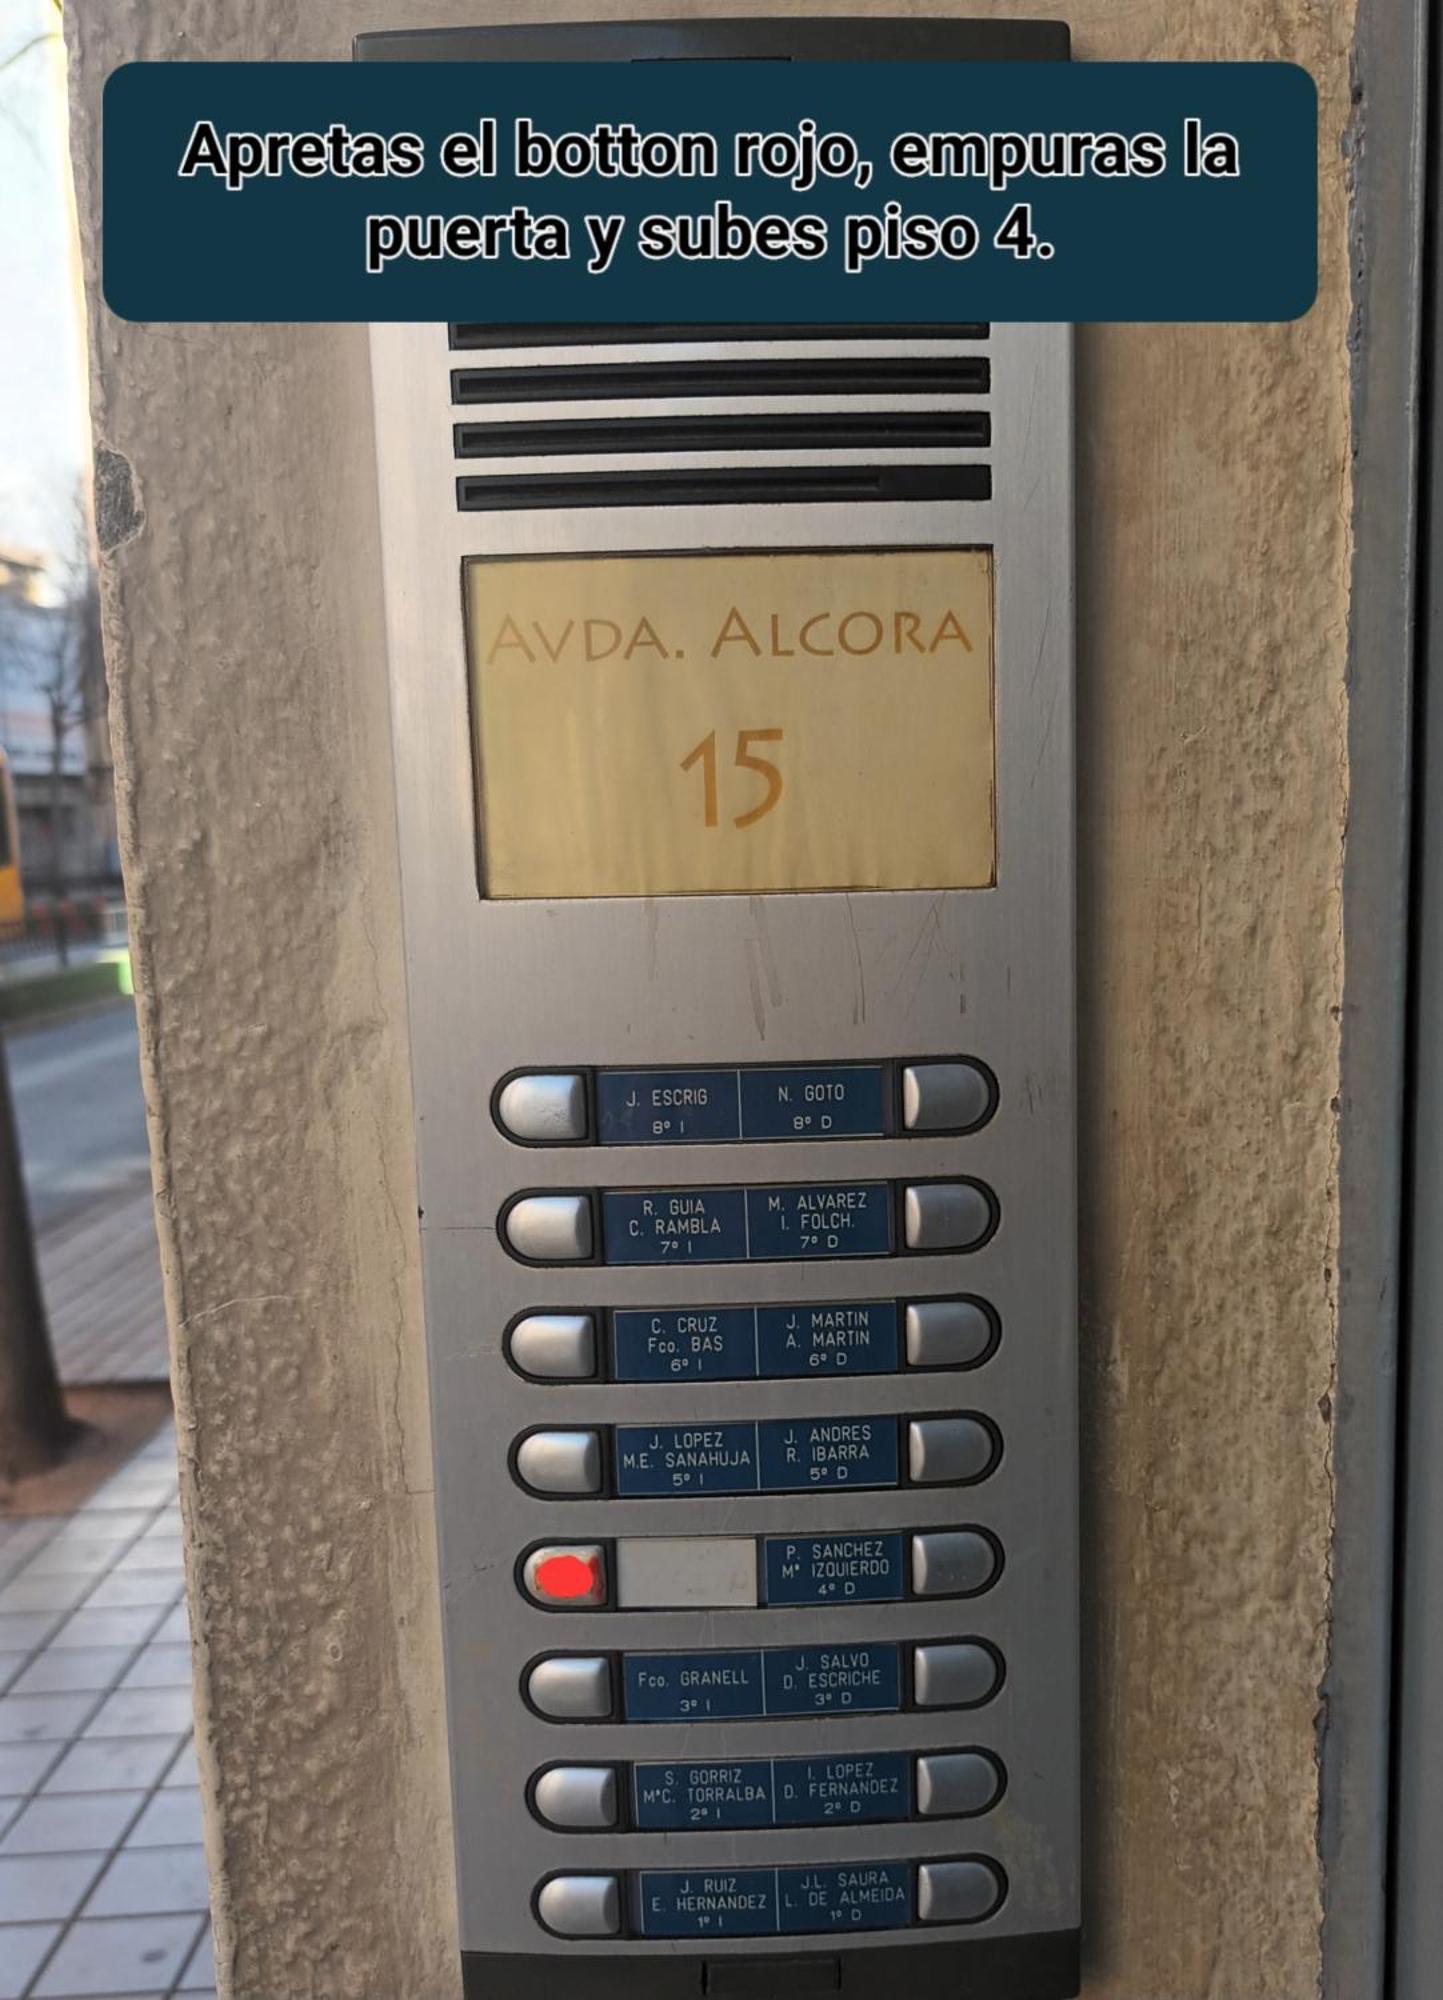 Apretas el botton rojo, empuras la
puerta y subes piso 4.
AVDA. ALCORA
15
J. ESCRIG
8º I
N. GOTO
8º D
R. GUIA
C. RAMBLA
7º I
M. ALVAREZ
I. FOLCH.
7º D
C. CRUZ
Fco. BAS
6º I
J. MARTIN
A. MARTIN
6º D
J. LOPEZ
M.E. SANAHUJA
5º I
J. ANDRES
R. IBARRA
5º D
P. SANCHEZ
Mª IZQUIERDO
4º D
Fco. GRANELL
3º I
J. SALVO
D. ESCRICHE
3º D
S. GORRIZ
MªC. TORRALBA
2º I
I. LOPEZ
D. FERNANDEZ
2º D
J. RUIZ
E. HERNANDEZ
1º I
J.L. SAURA
L. DE ALMEIDA
1º D